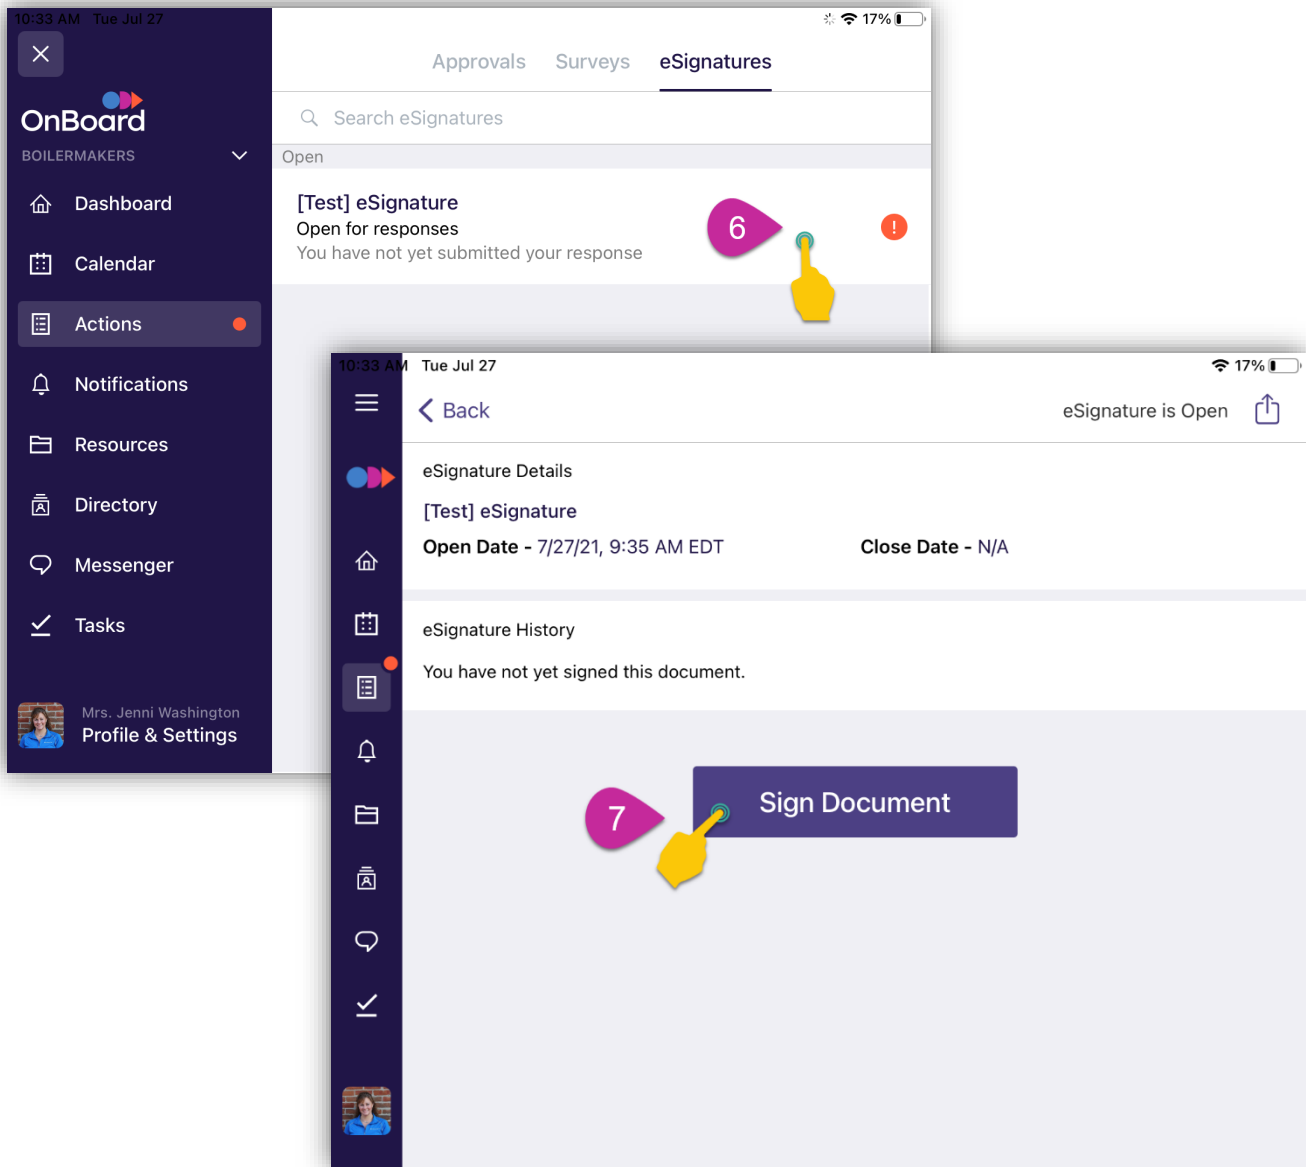 10:33 AM Tue Jul 27
17%
OnBoard
BOILERMAKERS
Dashboard
Calendar
Actions
Notifications
Resources
Directory
Messenger
Tasks
Mrs. Jenni Washington
Profile & Settings
Approvals Surveys eSignatures
Search eSignatures
Open
[Test] eSignature
Open for responses
You have not yet submitted your response
6
!
10:33 AM Tue Jul 27
17%
Back
eSignature is Open
eSignature Details
[Test] eSignature
Open Date - 7/27/21, 9:35 AM EDT Close Date - N/A
eSignature History
You have not yet signed this document.
7
Sign Document